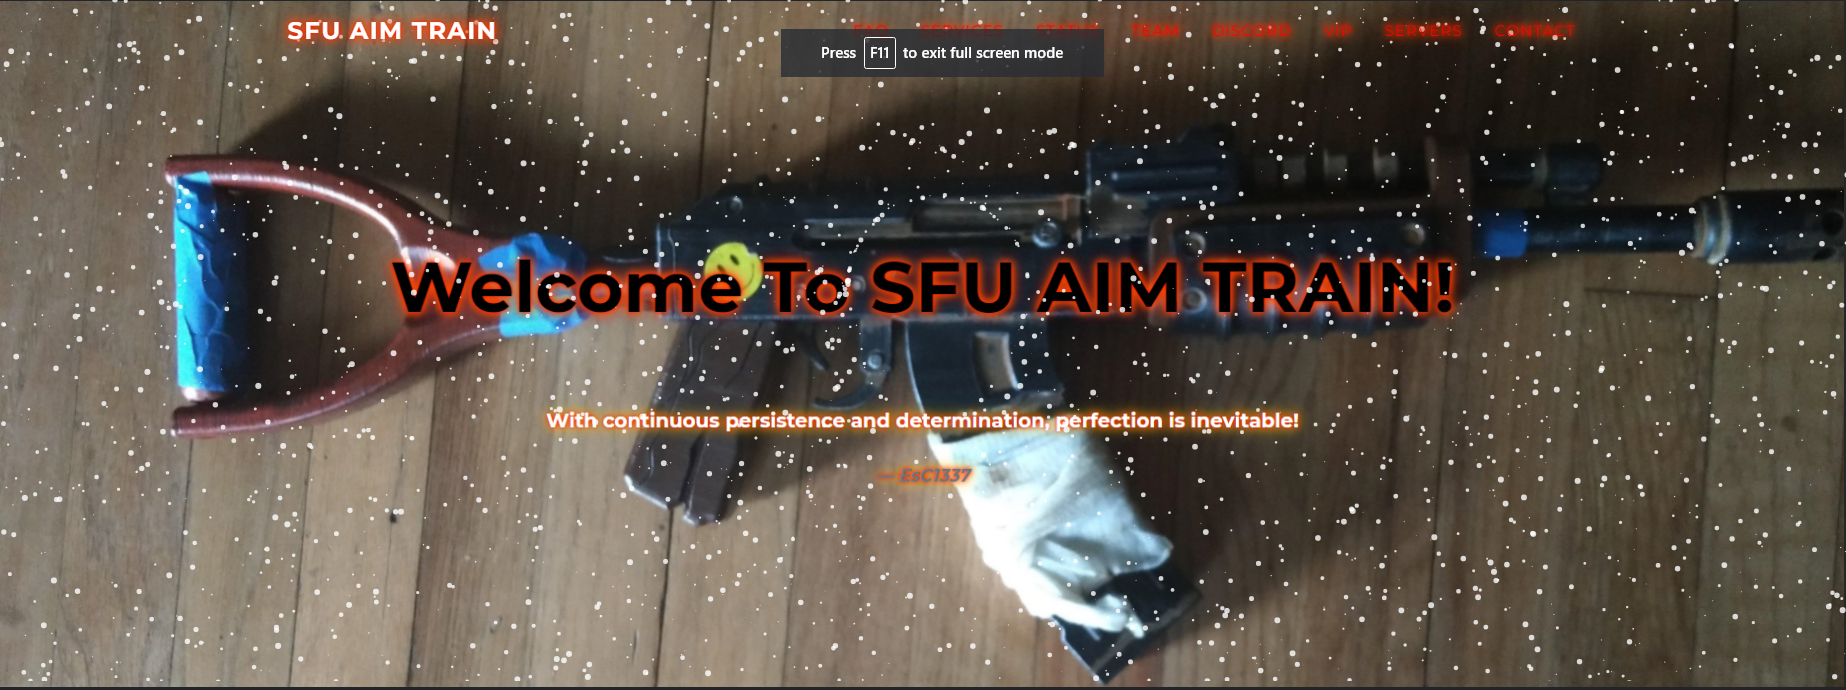 SFU AIM TRAIN
FAQ SERVICES STATUS TEAM DISCORD VIP SERVERS CONTACT
Press F11 to exit full screen mode
Welcome To SFU AIM TRAIN!
With continuous persistence and determination, perfection is inevitable!
— EsC1337